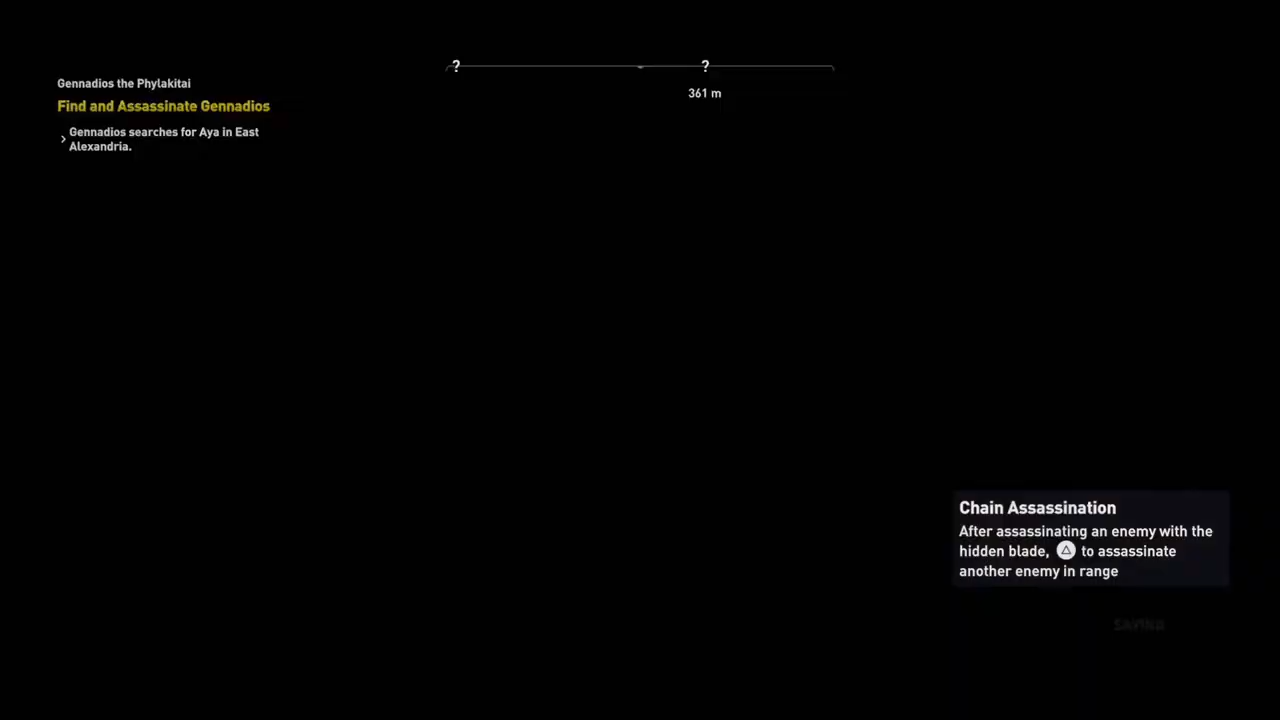 Gennadios the Phylakitai
Find and Assassinate Gennadios
Gennadios searches for Aya in East
Alexandria.
? ?
361 m
Chain Assassination
After assassinating an enemy with the
hidden blade, to assassinate
another enemy in range
SAVING